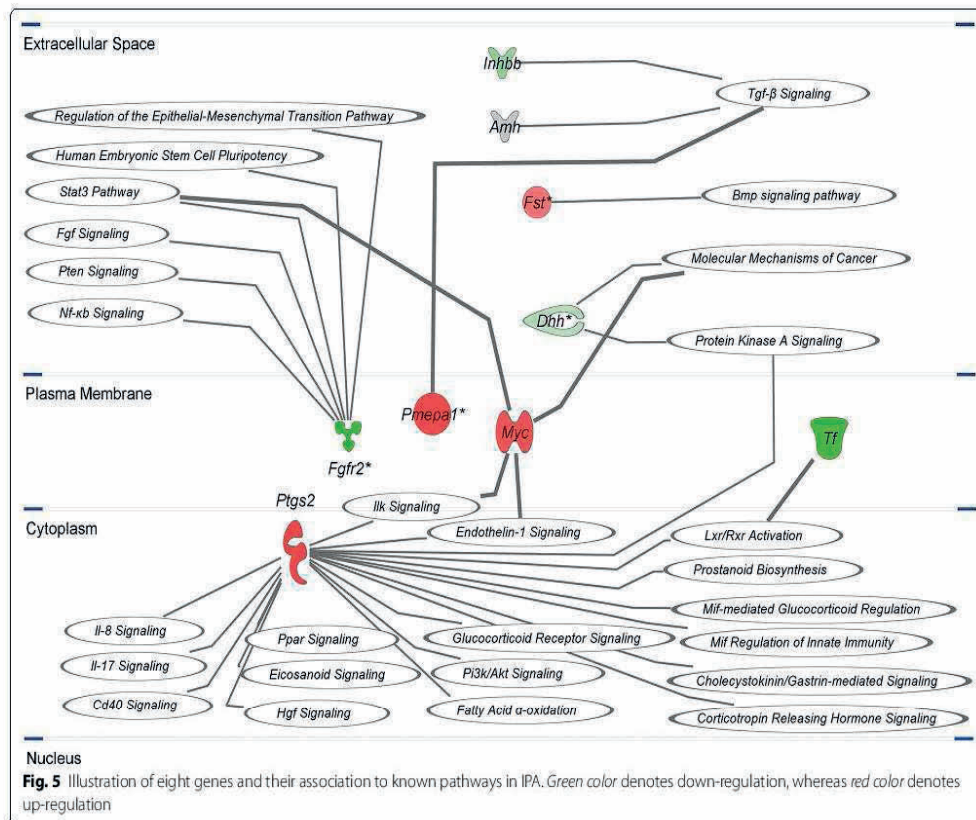 Extracellular Space
Inhbb
Tgf-β Signaling
Regulation of the Epithelial-Mesenchymal Transition Pathway
Amh
Human Embryonic Stem Cell Pluripotency
Stat3 Pathway
Fst*
Bmp signaling pathway
Fgf Signaling
Molecular Mechanisms of Cancer
Pten Signaling
Nf-κb Signaling
Dhh*
Protein Kinase A Signaling
Plasma Membrane
Pmepa1*
Myc
Tf
Fgfr2*
Ptgs2
Ilk Signaling
Cytoplasm
Endothelin-1 Signaling
Lxr/Rxr Activation
Prostanoid Biosynthesis
Mif-mediated Glucocorticoid Regulation
Il-8 Signaling
Ppar Signaling
Glucocorticoid Receptor Signaling
Mif Regulation of Innate Immunity
Il-17 Signaling
Eicosanoid Signaling
Pi3k/Akt Signaling
Cholecystokinin/Gastrin-mediated Signaling
Cd40 Signaling
Hgf Signaling
Fatty Acid α-oxidation
Corticotropin Releasing Hormone Signaling
Nucleus
Fig. 5 Illustration of eight genes and their association to known pathways in IPA. Green color denotes down-regulation, whereas red color denotes
up-regulation